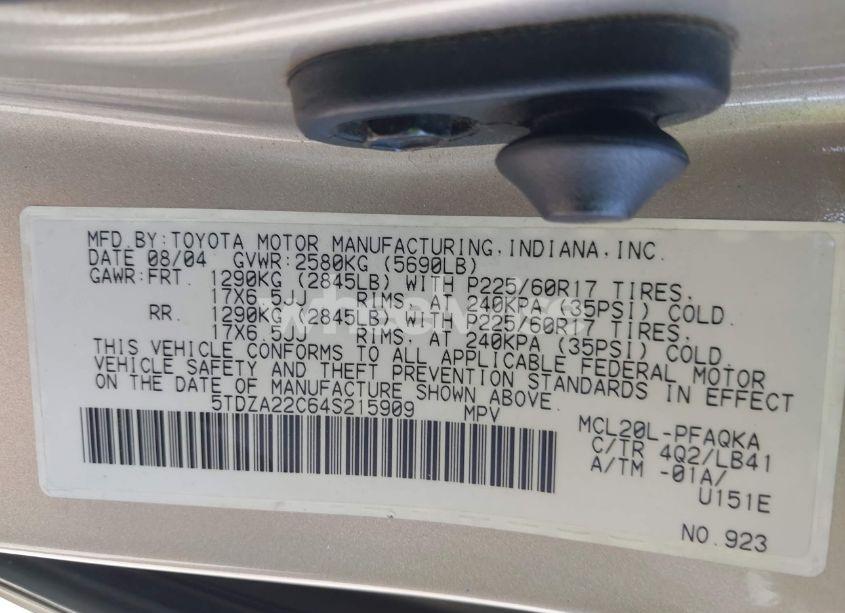 MFD.BY:TOYOTA MOTOR MANUFACTURING,INDIANA,INC.
DATE 08/04 GVWR:2580KG (5690LB)
GAWR:FRT. 1290KG (2845LB) WITH P225/60R17 TIRES.
17X6.5JJ RIMS, AT 240KPA (35PSI) COLD.
RR. 1290KG (2845LB) WITH P225/60R17 TIRES.
17X6.5JJ RIMS, AT 240KPA (35PSI) COLD.
THIS VEHICLE CONFORMS TO ALL APPLICABLE FEDERAL MOTOR
VEHICLE SAFETY AND THEFT PREVENTION STANDARDS IN EFFECT
ON THE DATE OF MANUFACTURE SHOWN ABOVE.
5TDZA22C64S215909 MPV
MCL20L-PFAQKA
C/TR 4Q2/LB41
A/TM -01A/
U151E
NO.923